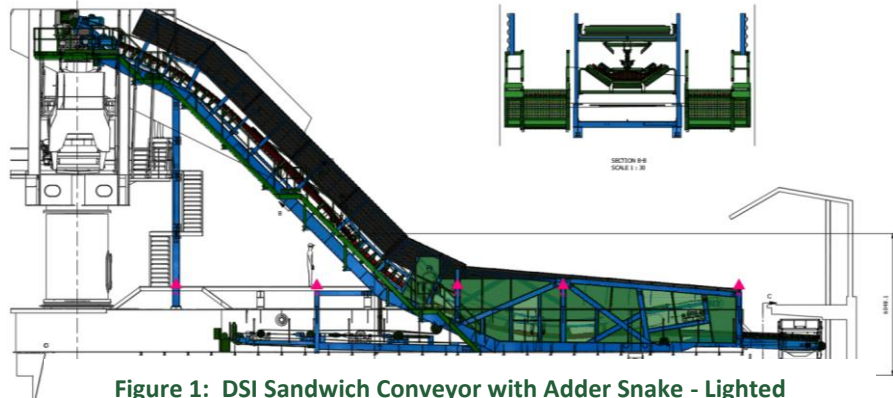 SECTION B-B
SCALE 1 : 30
B
C
Figure 1: DSI Sandwich Conveyor with Adder Snake - Lighted